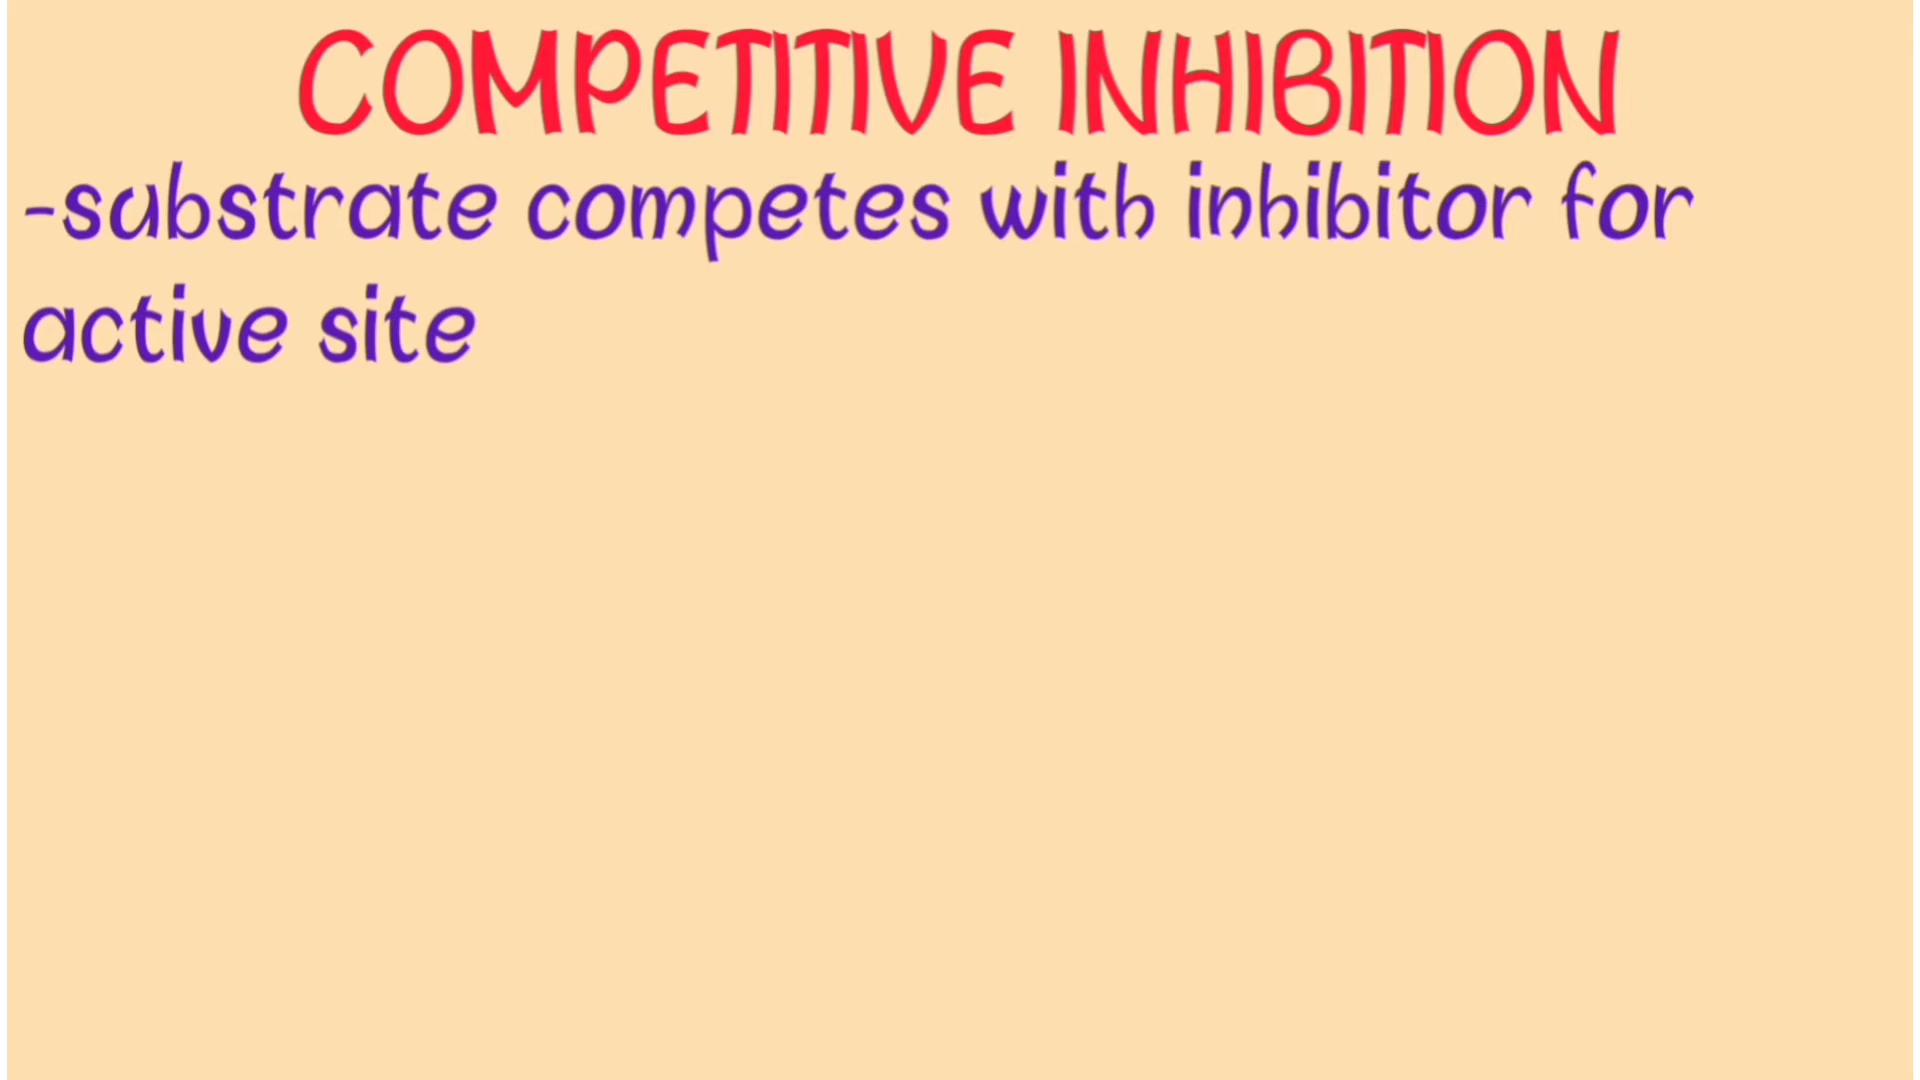 COMPETITIVE INHIBITION
-substrate competes with inhibitor for
active site